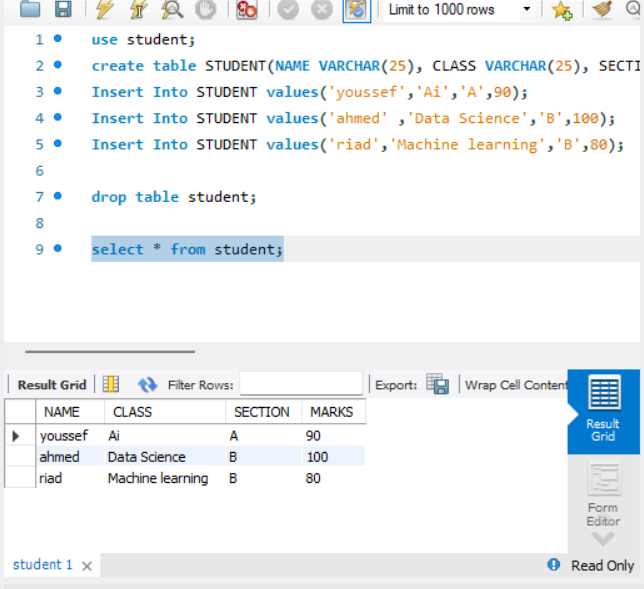 Limit to 1000 rows
1 use student;
2 create table STUDENT(NAME VARCHAR(25), CLASS VARCHAR(25), SECTI
3 Insert Into STUDENT values('youssef','Ai','A',90);
4 Insert Into STUDENT values('ahmed' ,'Data Science','B',100);
5 Insert Into STUDENT values('riad','Machine learning','B',80);
6
7 drop table student;
8
9 select * from student;
Result Grid Filter Rows: Export: Wrap Cell Content
NAME CLASS SECTION MARKS
youssef Ai A 90
ahmed Data Science B 100
riad Machine learning B 80
Result
Grid
Form
Editor
student 1 Read Only